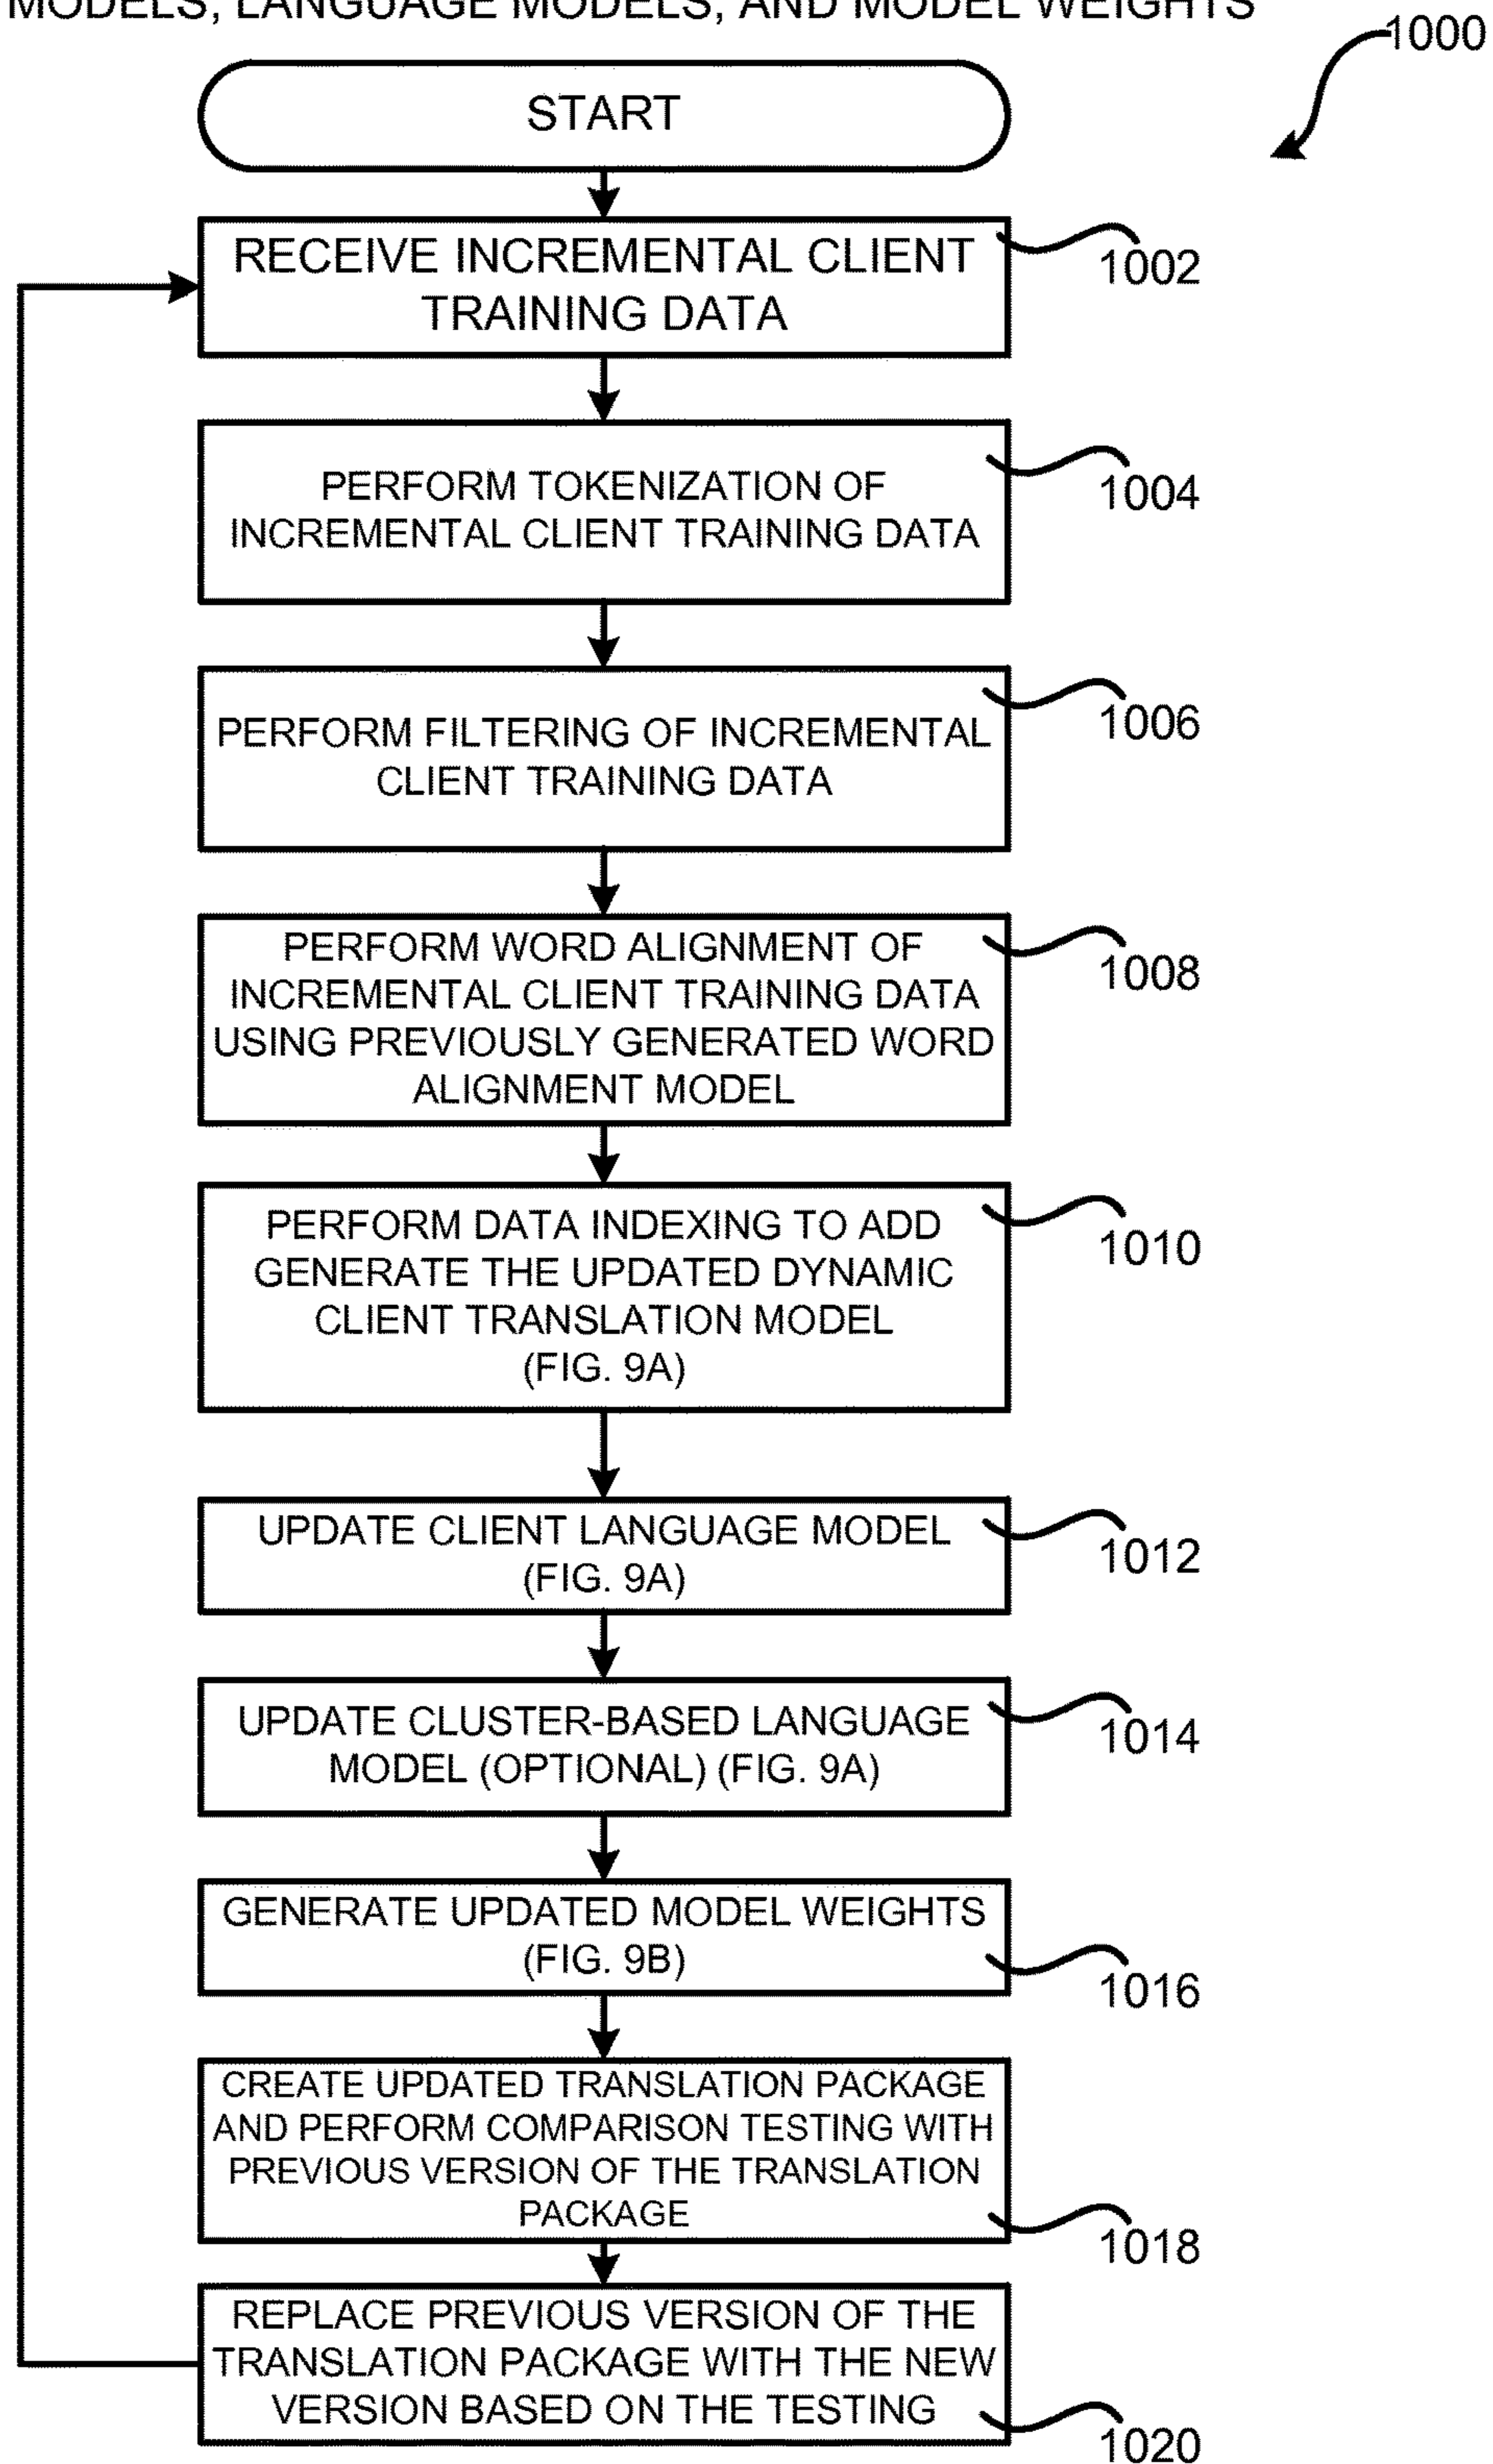 MODELS, LANGUAGE MODELS, AND MODEL WEIGHTS
1000
START
RECEIVE INCREMENTAL CLIENT
TRAINING DATA
1002
PERFORM TOKENIZATION OF
INCREMENTAL CLIENT TRAINING DATA
1004
PERFORM FILTERING OF INCREMENTAL
CLIENT TRAINING DATA
1006
PERFORM WORD ALIGNMENT OF
INCREMENTAL CLIENT TRAINING DATA
USING PREVIOUSLY GENERATED WORD
ALIGNMENT MODEL
1008
PERFORM DATA INDEXING TO ADD
GENERATE THE UPDATED DYNAMIC
CLIENT TRANSLATION MODEL
(FIG. 9A)
1010
UPDATE CLIENT LANGUAGE MODEL
(FIG. 9A)
1012
UPDATE CLUSTER-BASED LANGUAGE
MODEL (OPTIONAL) (FIG. 9A)
1014
GENERATE UPDATED MODEL WEIGHTS
(FIG. 9B)
1016
CREATE UPDATED TRANSLATION PACKAGE
AND PERFORM COMPARISON TESTING WITH
PREVIOUS VERSION OF THE TRANSLATION
PACKAGE
1018
REPLACE PREVIOUS VERSION OF THE
TRANSLATION PACKAGE WITH THE NEW
VERSION BASED ON THE TESTING
1020